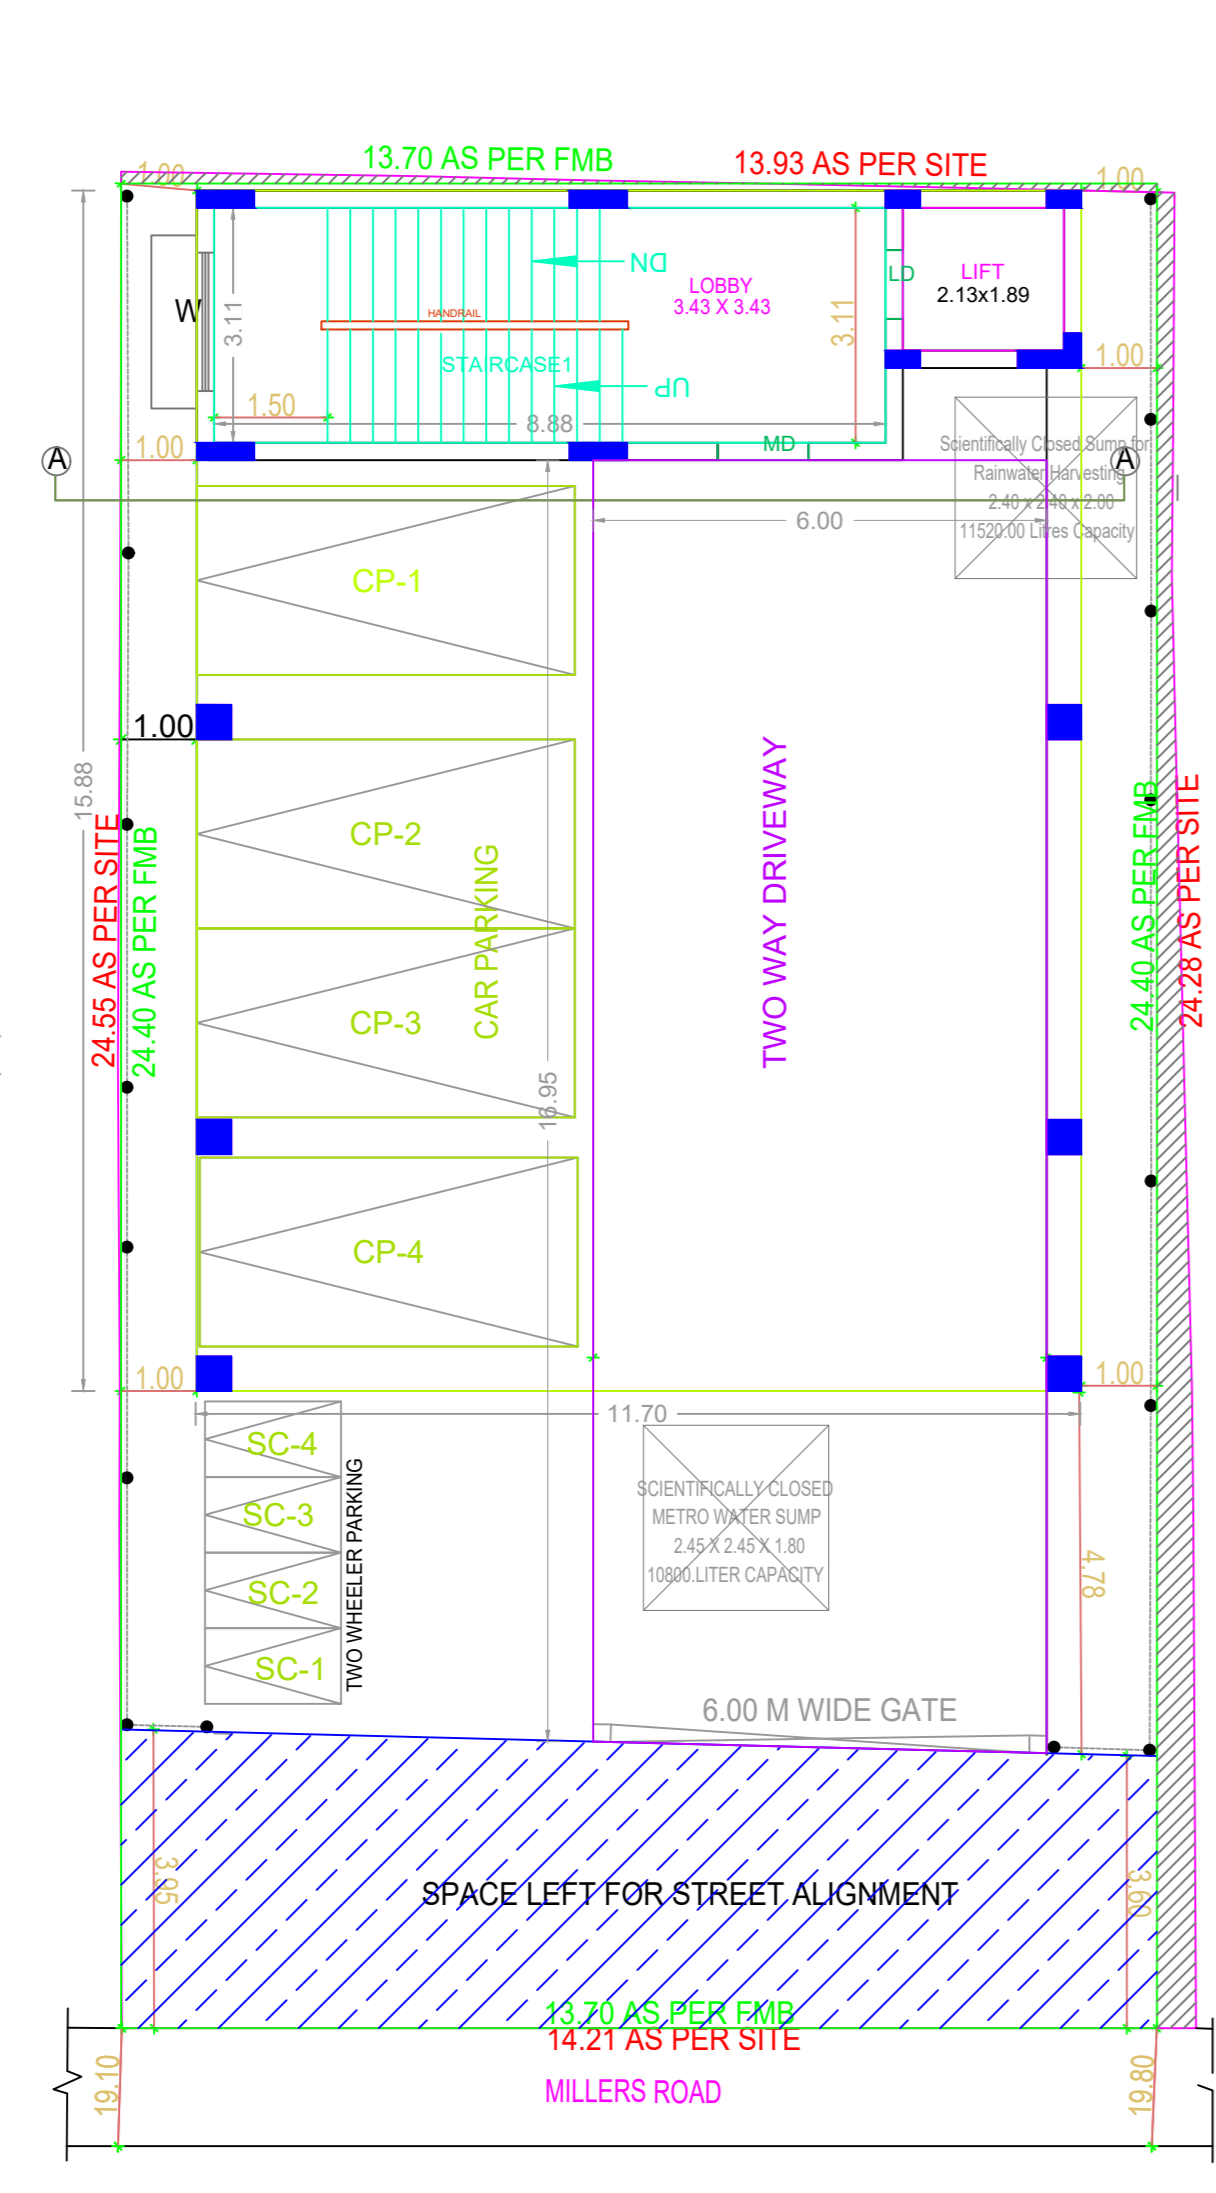 13.70 AS PER FMB
13.93 AS PER SITE
1.00
1.00
DN
LOBBY
3.43 X 3.43
LD
LIFT
2.13x1.89
W
3.11
HANDRAIL
3.11
STAIRCASE1
UP
1.00
1.50
8.88
MD
1.00
A
A
Scientifically Closed Sump for
Rainwater Harvesting
2.40 x 2.40 x 2.00
11520.00 Litres Capacity
6.00
CP-1
1.00
15.88
CP-2
CAR PARKING
TWO WAY DRIVEWAY
24.55 AS PER SITE
24.40 AS PER FMB
24.40 AS PER FMB
24.28 AS PER SITE
CP-3
16.95
CP-4
1.00
1.00
11.70
SC-4
SC-3
SC-2
SC-1
TWO WHEELER PARKING
SCIENTIFICALLY CLOSED
METRO WATER SUMP
2.45 X 2.45 X 1.80
10800.LITER CAPACITY
4.78
6.00 M WIDE GATE
3.95
SPACE LEFT FOR STREET ALIGNMENT
3.60
13.70 AS PER FMB
14.21 AS PER SITE
19.10
MILLERS ROAD
19.80